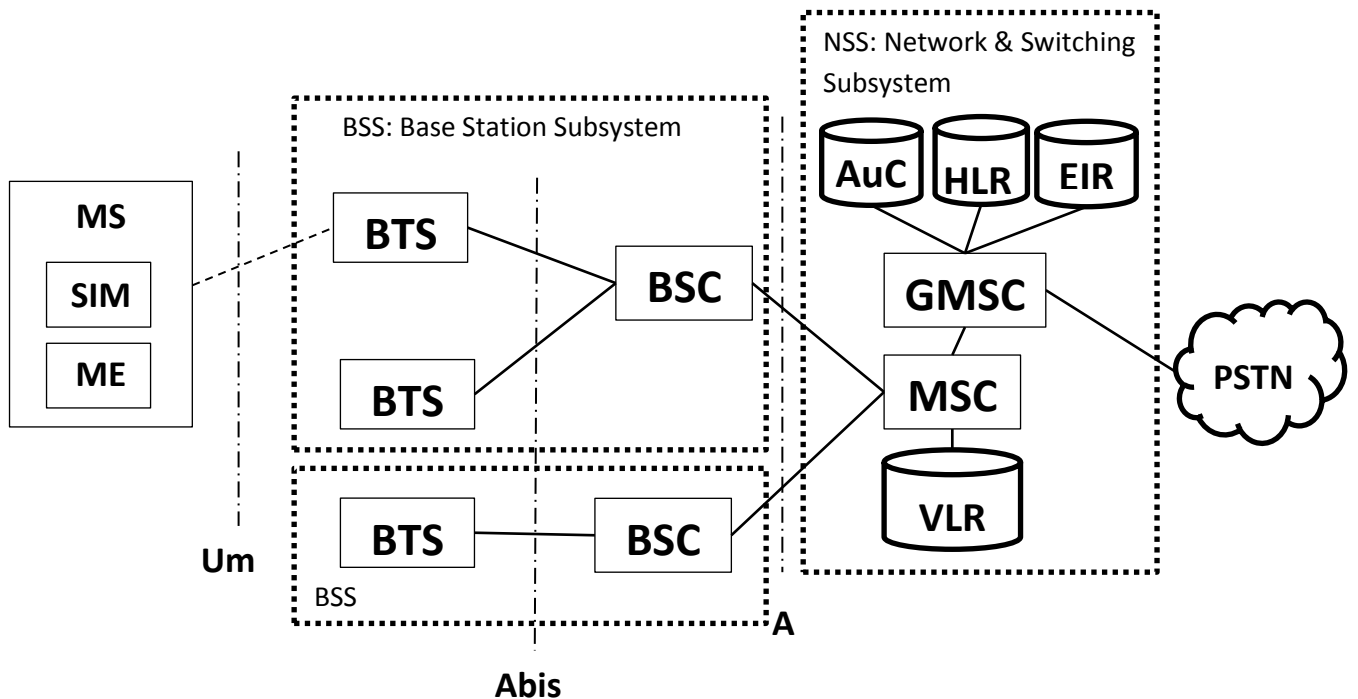 NSS: Network & Switching
Subsystem
BSS: Base Station Subsystem
AuC
HLR
EIR
MS
SIM
ME
BTS
BSC
GMSC
BTS
MSC
PSTN
VLR
BTS
BSC
BSS
Um
A
Abis